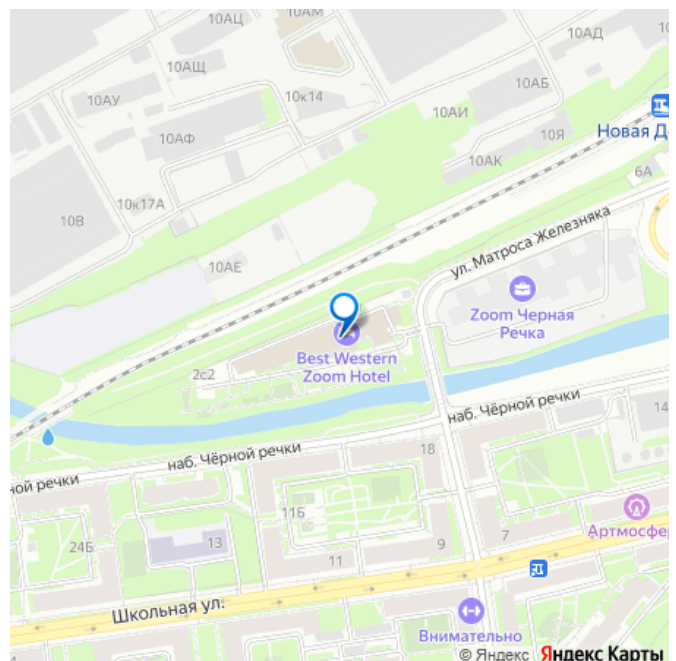 10АЦ
10АМ
10АД
10АЩ
10АБ
10АУ
10к14
10АИ
10АФ
10Я
Новая Д
10АК
6А
10к17А
10В
ул. Матроса Железняка
10АЕ
Zoom Черная
Речка
Best Western
Zoom Hotel
2с2
наб. Чёрной речки
14
наб. Чёрной речки
18
ной речки
11Б
Артмосфе
7
13
9
24Б
11
Школьная ул.
Внимательно
© Яндекс Яндекс Карты